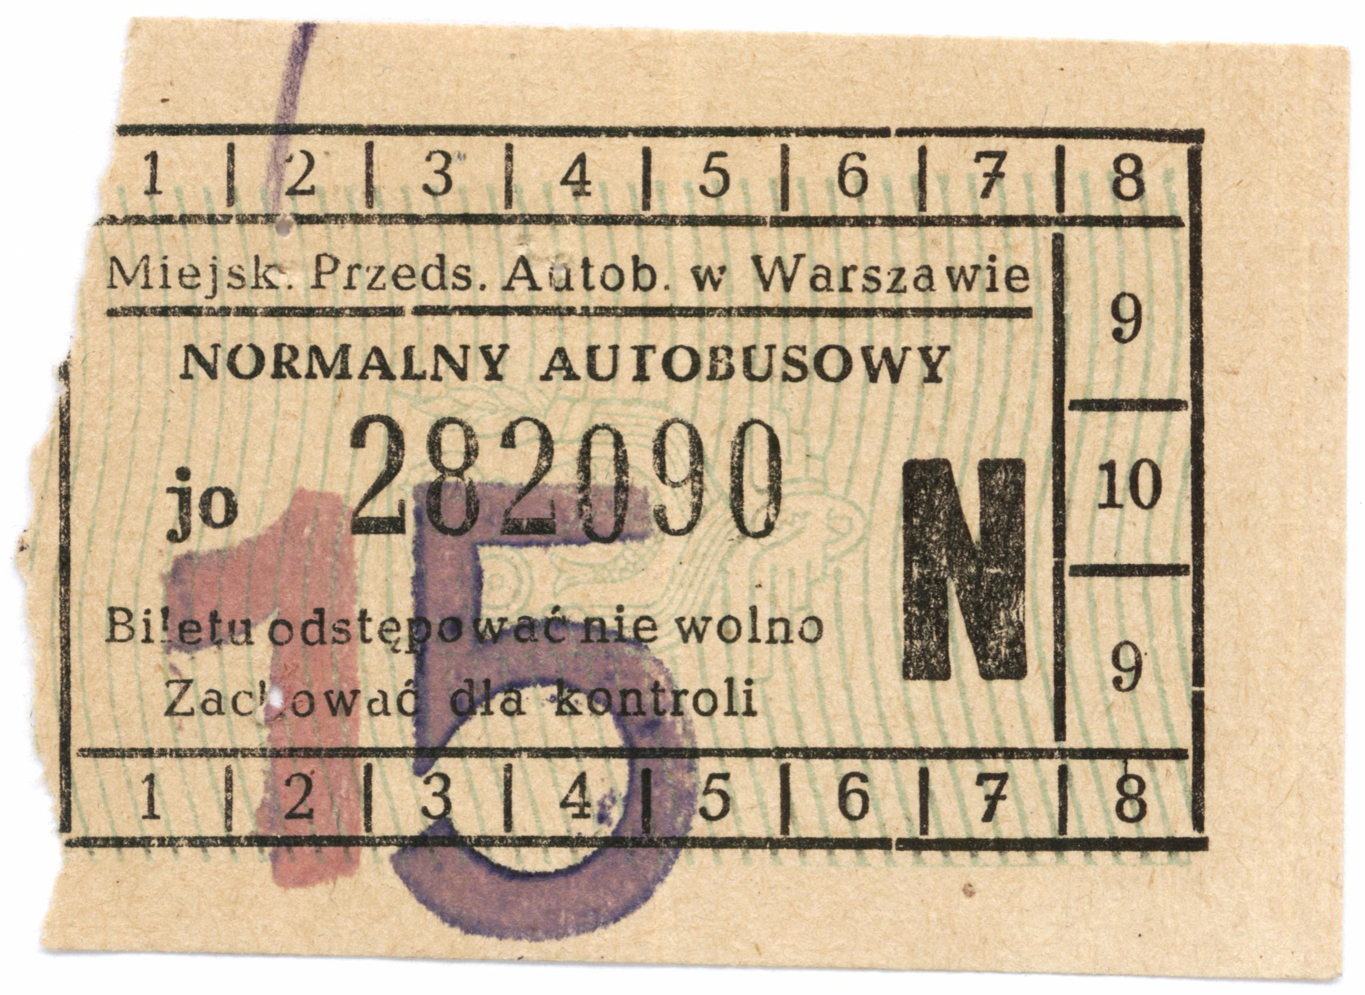 1 2 3 4 5 6 7 8
Miejsk. Przeds. Autob. w Warszawie
9
NORMALNY AUTOBUSOWY
jo 282090
10
N
15
Biletu odstępować nie wolno
9
Zachować dla kontroli
1 2 3 4 5 6 7 8